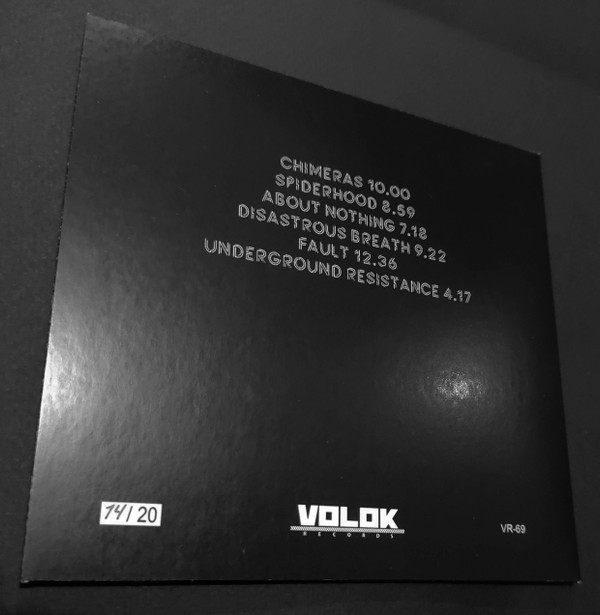 CHIMERAS 10.00
SPIDERHOOD 8.59
ABOUT NOTHING 7.18
DISASTROUS BREATH 9.22
FAULT 12.36
UNDERGROUND RESISTANCE 4.17
14/20
VOLOK
RECORDS
VR-69